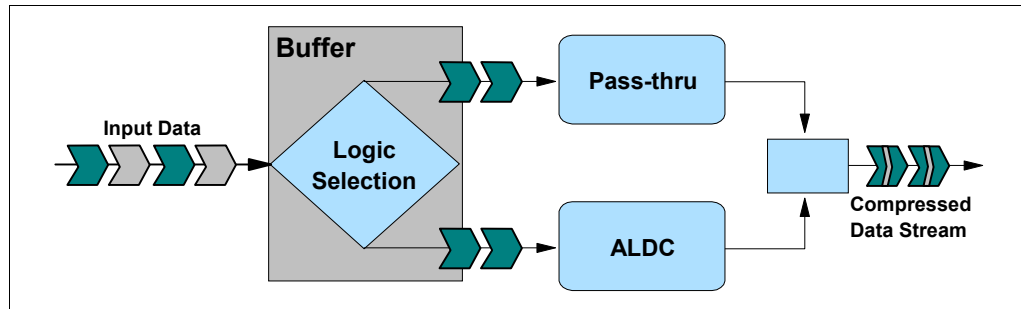 Buffer
Input Data
Logic
Selection
Pass-thru
ALDC
Compressed
Data Stream